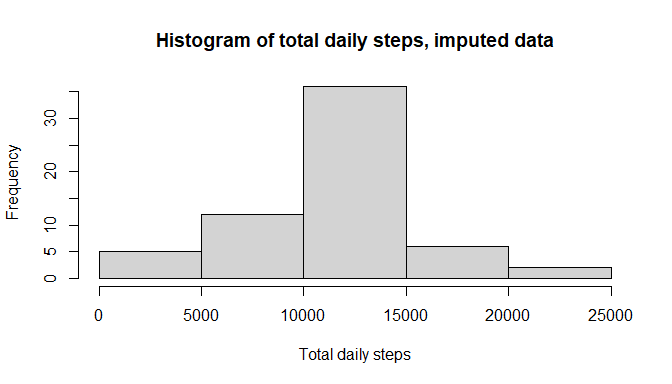 Histogram of total daily steps, imputed data
Frequency
30
20
10
5
0
0 5000 10000 15000 20000 25000
Total daily steps